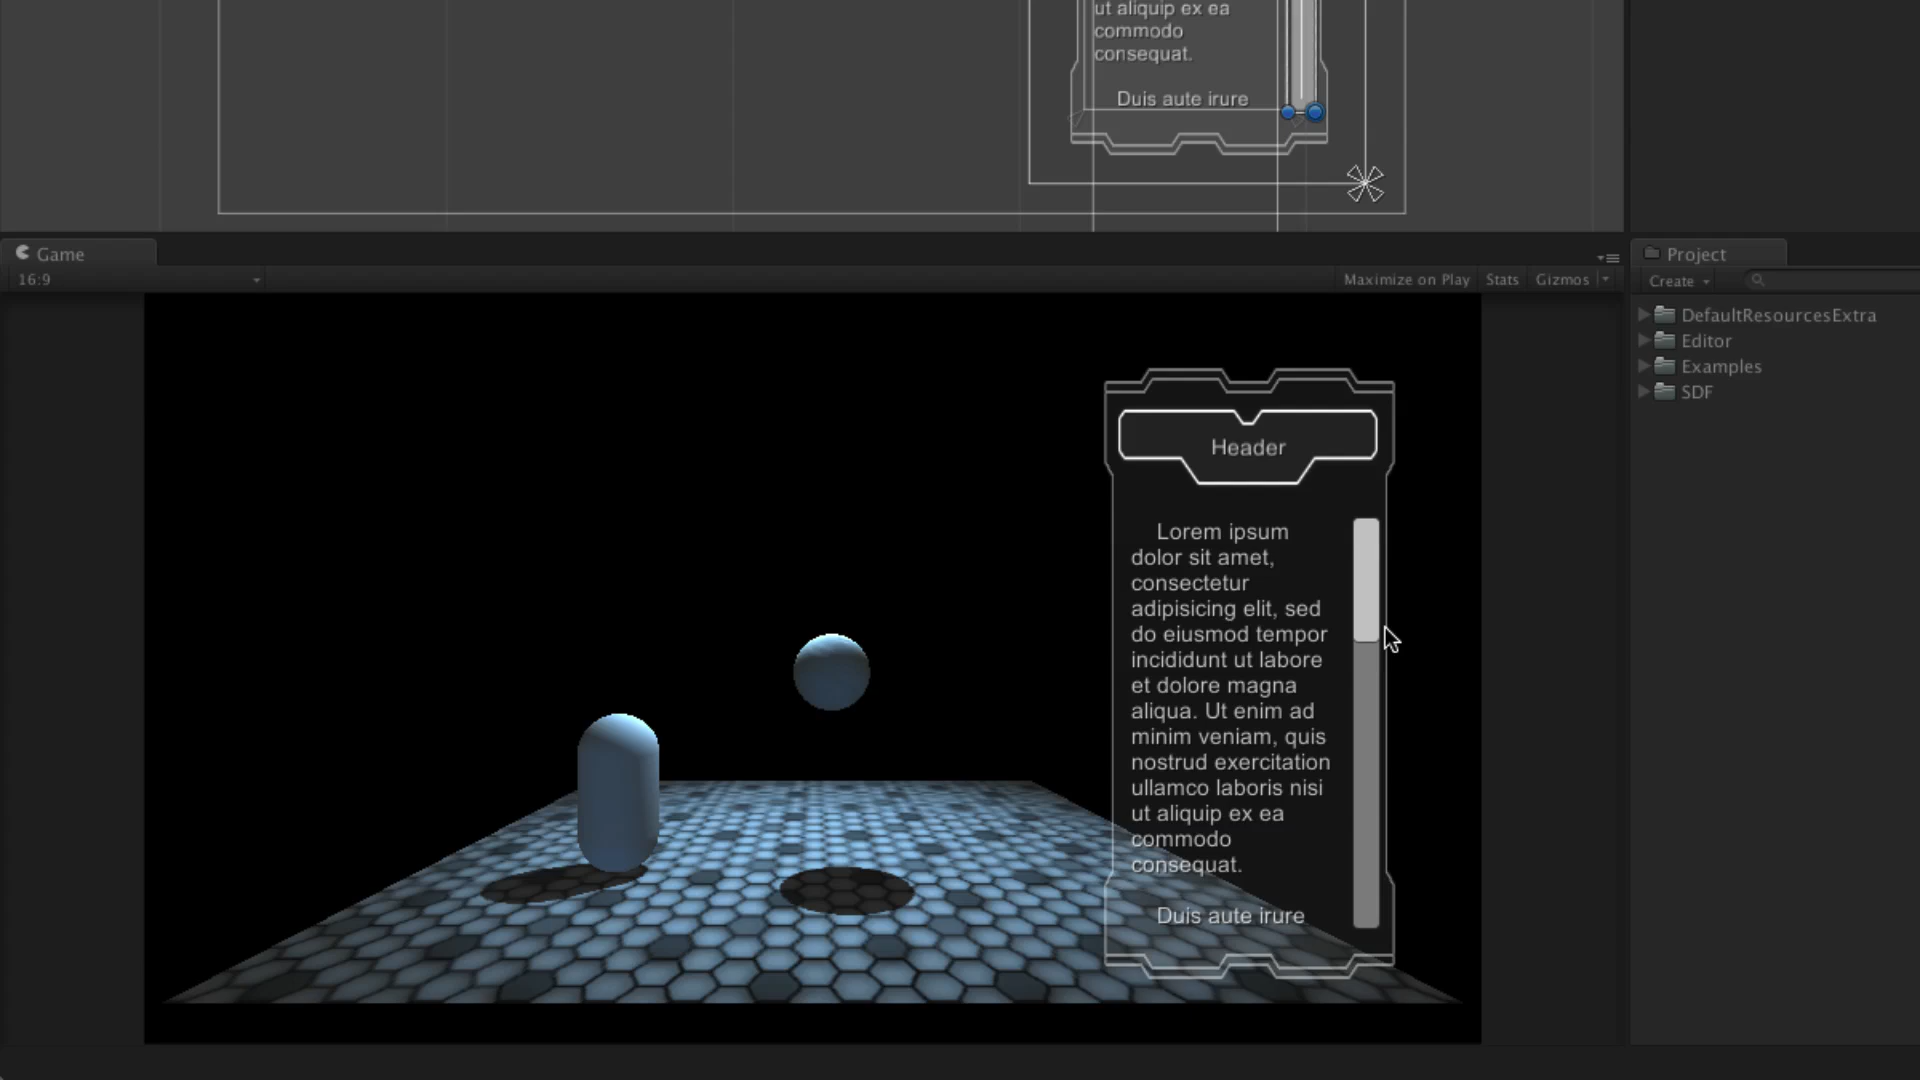 ut aliquip ex ea
commodo
consequat.
Duis aute irure
Game
16:9
Maximize on Play Stats Gizmos
Project
Create
DefaultResourcesExtra
Editor
Examples
SDF
Header
Lorem ipsum
dolor sit amet,
consectetur
adipisicing elit, sed
do eiusmod tempor
incididunt ut labore
et dolore magna
aliqua. Ut enim ad
minim veniam, quis
nostrud exercitation
ullamco laboris nisi
ut aliquip ex ea
commodo
consequat.
Duis aute irure